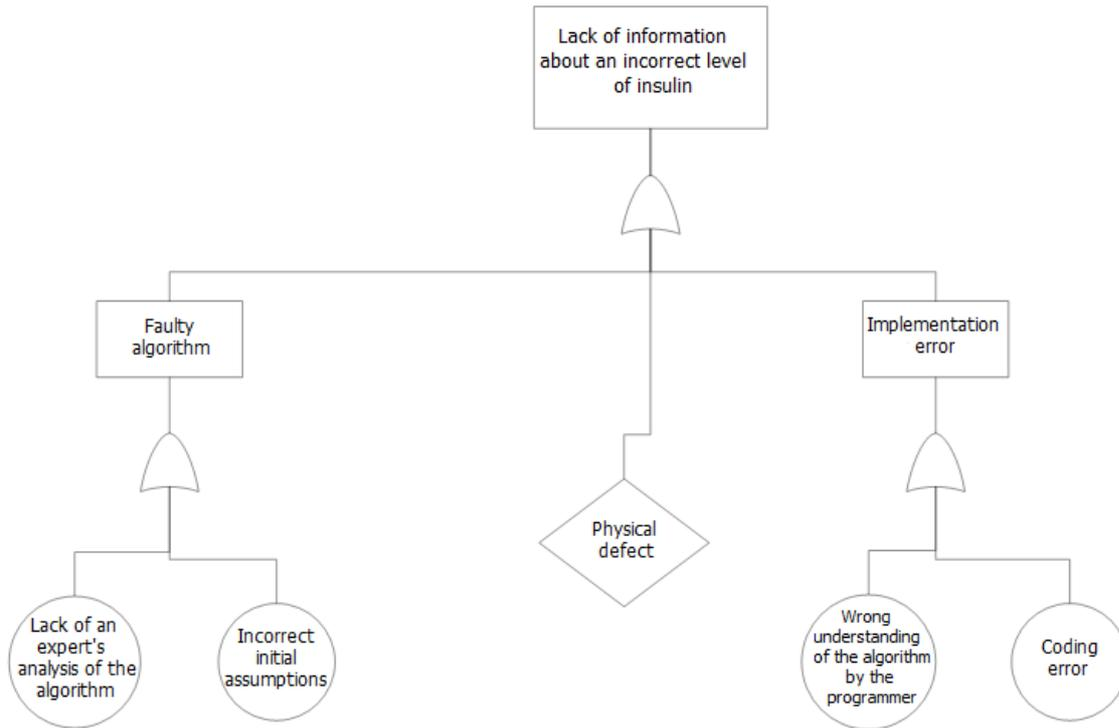 Lack of information
about an incorrect level
of insulin
Faulty
algorithm
Implementation
error
Physical
defect
Lack of an
expert's
analysis of the
algorithm
Incorrect
initial
assumptions
Wrong
understanding
of the algorithm
by the
programmer
Coding
error